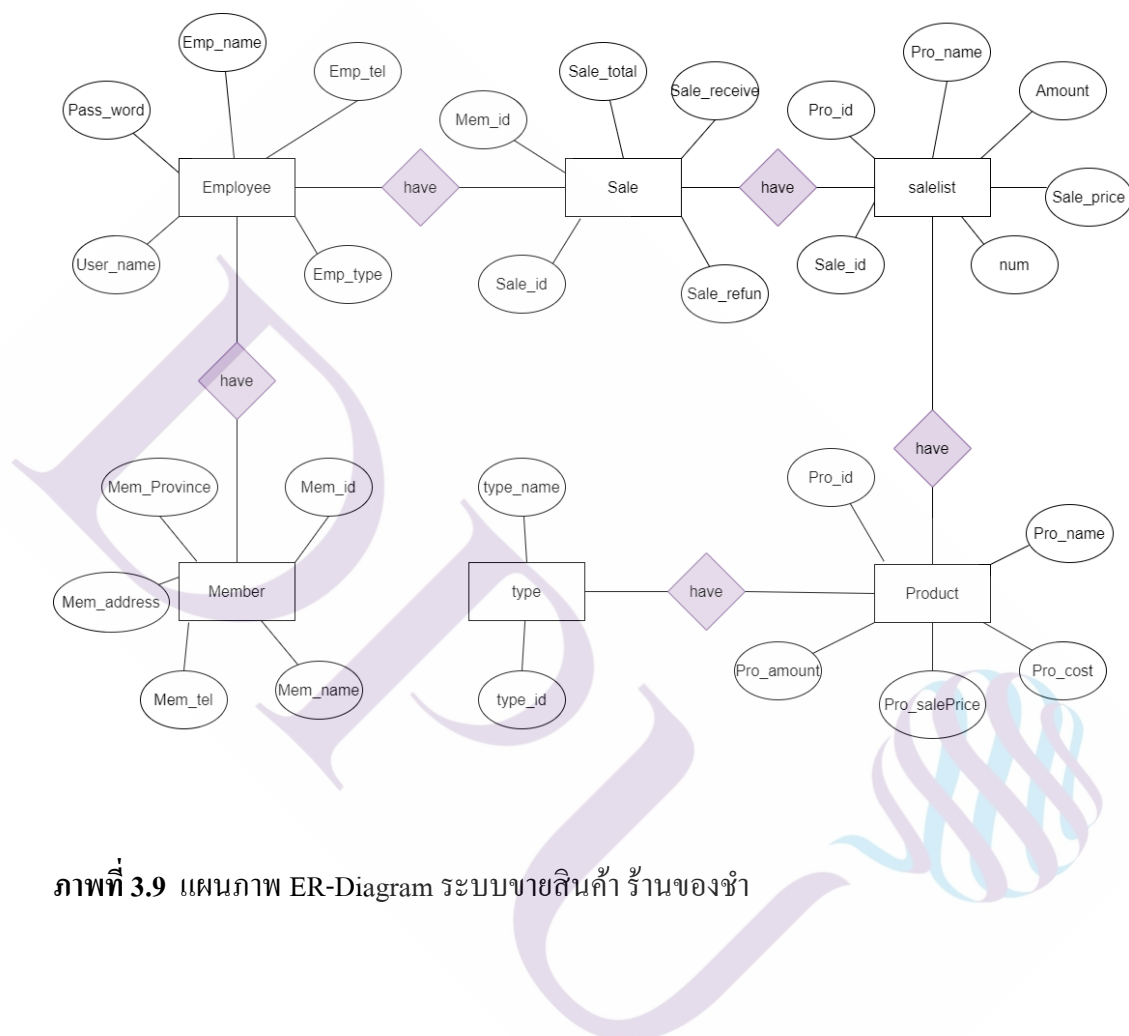 Emp_name
Emp_tel
Pass_word
Employee
User_name
Emp_type
have
Sale_total
Sale_receive
Mem_id
Sale
Sale_id
Sale_refun
have
Pro_name
Amount
Pro_id
salelist
Sale_price
Sale_id
num
have
have
Mem_Province
Mem_id
Member
Mem_address
Mem_tel
Mem_name
type_name
type
type_id
have
Pro_id
Pro_name
Product
Pro_amount
Pro_salePrice
Pro_cost
DPU
ภาพที่ 3.9 แผนภาพ ER-Diagram ระบบขายสินค้า ร้านของชำ